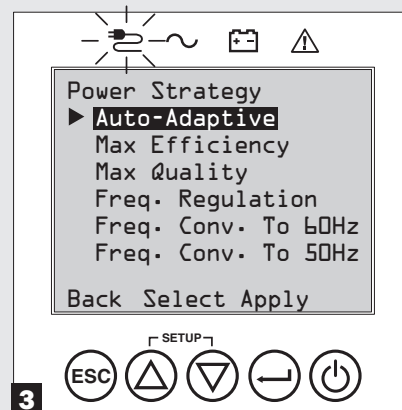 Power Strategy
Auto-Adaptive
Max Efficiency
Max Quality
Freq. Regulation
Freq. Conv. To 60Hz
Freq. Conv. To 50Hz
Back Select Apply
SETUP
ESC
3